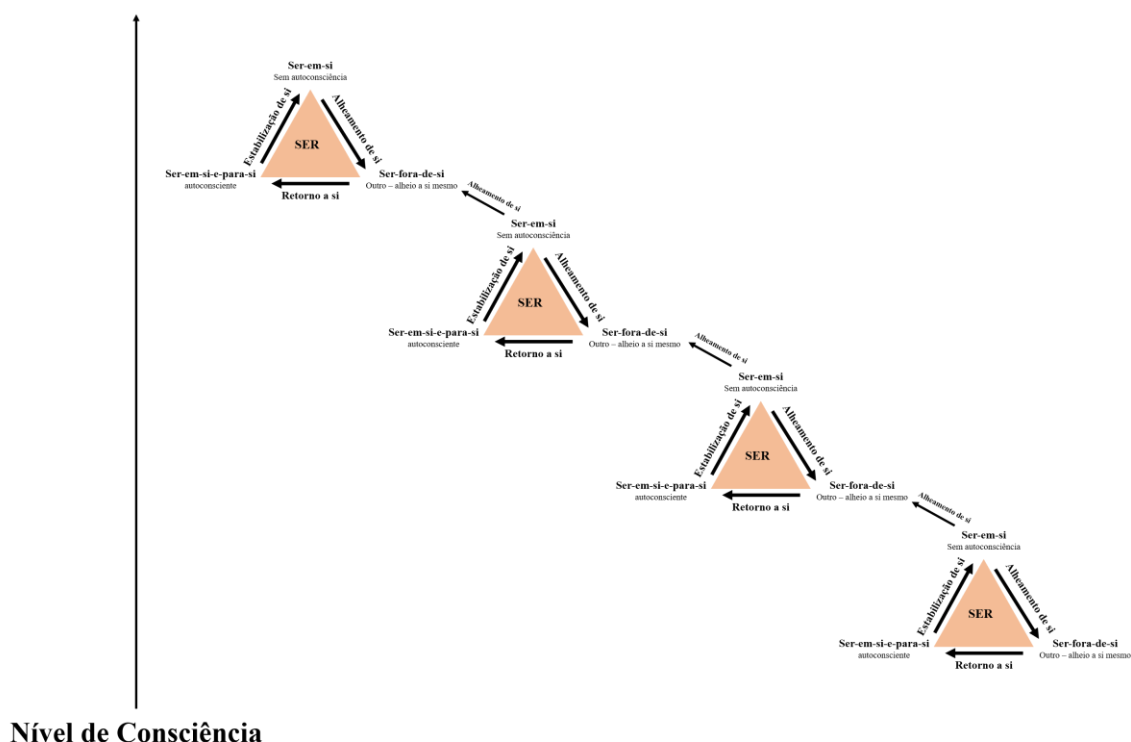 Ser-em-si
Sem autoconsciência
Estabilização de si
Alheamento de si
SER
Ser-em-si-e-para-si
autoconsciente
Ser-fora-de-si
Outro – alheio a si mesmo
Retorno a si
Alheamento de si
Ser-em-si
Sem autoconsciência
Estabilização de si
Alheamento de si
SER
Ser-em-si-e-para-si
autoconsciente
Ser-fora-de-si
Outro – alheio a si mesmo
Retorno a si
Alheamento de si
Ser-em-si
Sem autoconsciência
Estabilização de si
Alheamento de si
SER
Ser-em-si-e-para-si
autoconsciente
Ser-fora-de-si
Outro – alheio a si mesmo
Retorno a si
Alheamento de si
Ser-em-si
Sem autoconsciência
Estabilização de si
Alheamento de si
SER
Ser-em-si-e-para-si
autoconsciente
Ser-fora-de-si
Outro – alheio a si mesmo
Retorno a si
Nível de Consciência